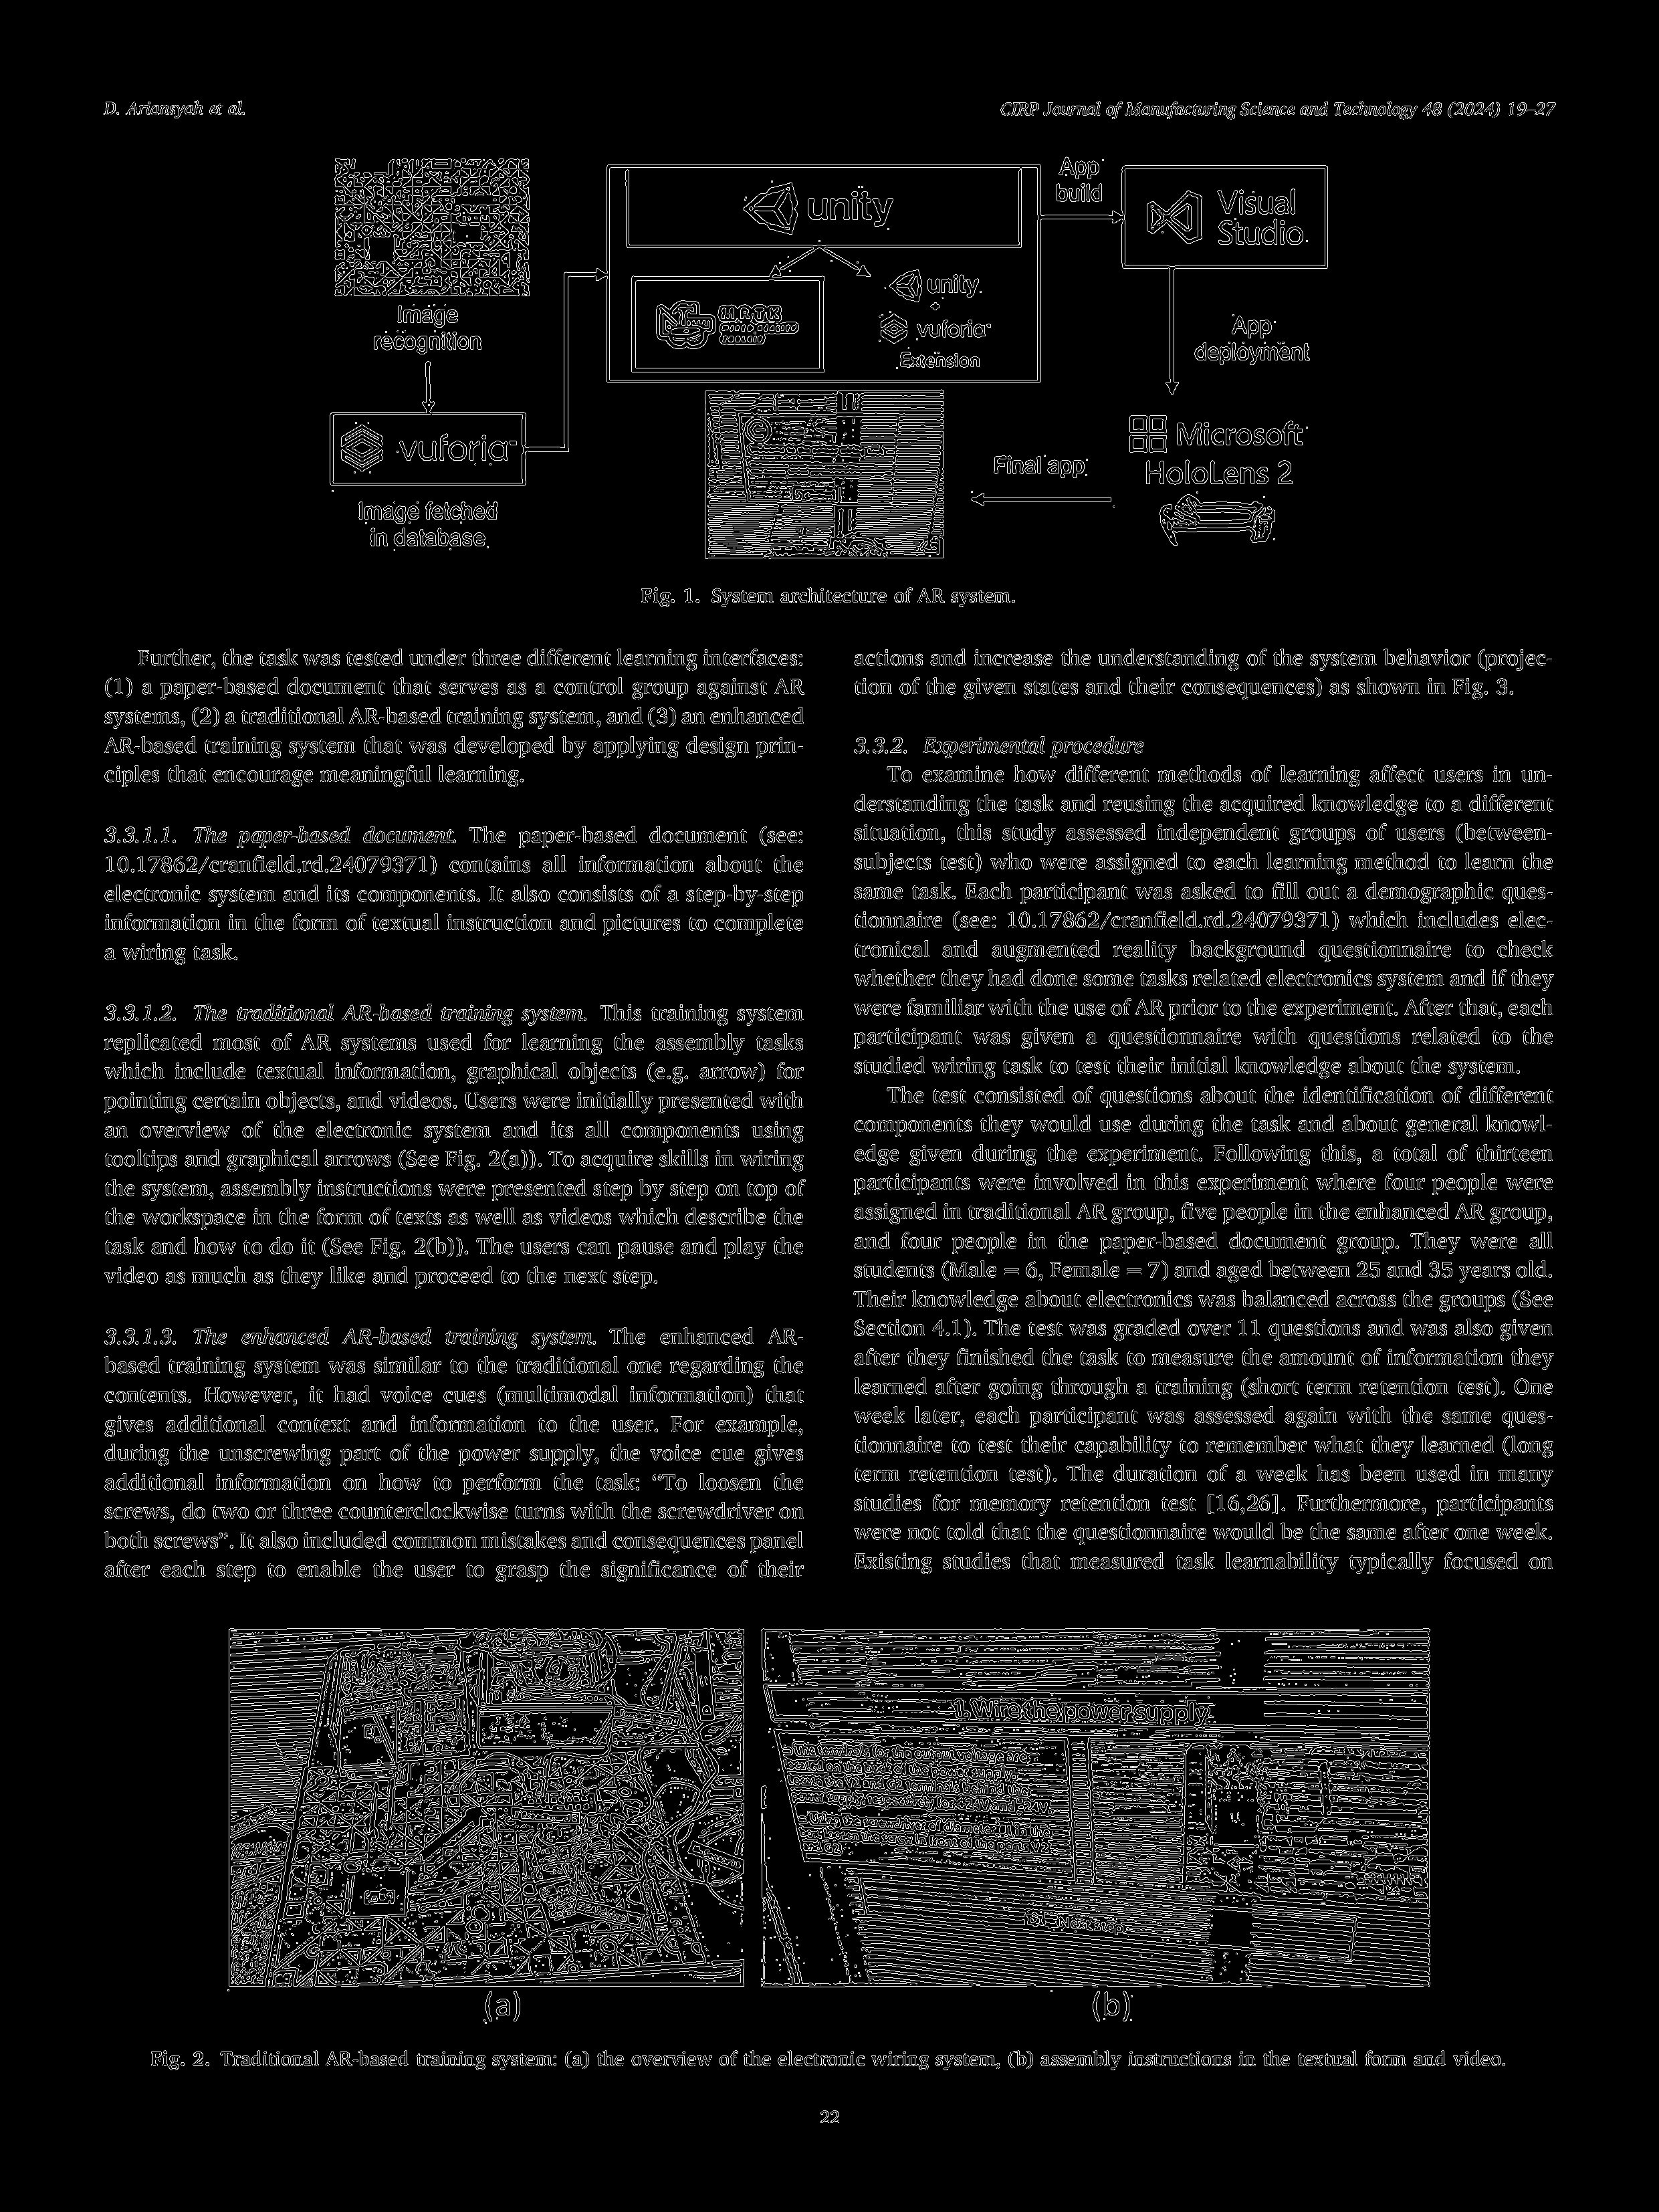 D. Ariansyah et al.
CIRP Journal of Manufacturing Science and Technology 48 (2024) 19–27
Image
recognition
vuforia
Image fetched
in database
unity
MRTK
unity
+
vuforia
Extension
App
build
Visual
Studio
App
deployment
Microsoft
HoloLens 2
Final app
Fig. 1. System architecture of AR system.
Further, the task was tested under three different learning interfaces:
(1) a paper-based document that serves as a control group against AR
systems, (2) a traditional AR-based training system, and (3) an enhanced
AR-based training system that was developed by applying design prin-
ciples that encourage meaningful learning.
3.3.1.1. The paper-based document. The paper-based document (see:
10.17862/cranfield.rd.24079371) contains all information about the
electronic system and its components. It also consists of a step-by-step
information in the form of textual instruction and pictures to complete
a wiring task.
3.3.1.2. The traditional AR-based training system. This training system
replicated most of AR systems used for learning the assembly tasks
which include textual information, graphical objects (e.g. arrow) for
pointing certain objects, and videos. Users were initially presented with
an overview of the electronic system and its all components using
tooltips and graphical arrows (See Fig. 2(a)). To acquire skills in wiring
the system, assembly instructions were presented step by step on top of
the workspace in the form of texts as well as videos which describe the
task and how to do it (See Fig. 2(b)). The users can pause and play the
video as much as they like and proceed to the next step.
3.3.1.3. The enhanced AR-based training system. The enhanced AR-
based training system was similar to the traditional one regarding the
contents. However, it had voice cues (multimodal information) that
gives additional context and information to the user. For example,
during the unscrewing part of the power supply, the voice cue gives
additional information on how to perform the task: “To loosen the
screws, do two or three counterclockwise turns with the screwdriver on
both screws”. It also included common mistakes and consequences panel
after each step to enable the user to grasp the significance of their
actions and increase the understanding of the system behavior (projec-
tion of the given states and their consequences) as shown in Fig. 3.
3.3.2. Experimental procedure
To examine how different methods of learning affect users in un-
derstanding the task and reusing the acquired knowledge to a different
situation, this study assessed independent groups of users (between-
subjects test) who were assigned to each learning method to learn the
same task. Each participant was asked to fill out a demographic ques-
tionnaire (see: 10.17862/cranfield.rd.24079371) which includes elec-
tronical and augmented reality background questionnaire to check
whether they had done some tasks related electronics system and if they
were familiar with the use of AR prior to the experiment. After that, each
participant was given a questionnaire with questions related to the
studied wiring task to test their initial knowledge about the system.
The test consisted of questions about the identification of different
components they would use during the task and about general knowl-
edge given during the experiment. Following this, a total of thirteen
participants were involved in this experiment where four people were
assigned in traditional AR group, five people in the enhanced AR group,
and four people in the paper-based document group. They were all
students (Male = 6, Female = 7) and aged between 25 and 35 years old.
Their knowledge about electronics was balanced across the groups (See
Section 4.1). The test was graded over 11 questions and was also given
after they finished the task to measure the amount of information they
learned after going through a training (short term retention test). One
week later, each participant was assessed again with the same ques-
tionnaire to test their capability to remember what they learned (long
term retention test). The duration of a week has been used in many
studies for memory retention test [16,26]. Furthermore, participants
were not told that the questionnaire would be the same after one week.
Existing studies that measured task learnability typically focused on
1. Wire the power supply
- The terminals for the output voltage are
Next step
(a)
(b)
Fig. 2. Traditional AR-based training system: (a) the overview of the electronic wiring system, (b) assembly instructions in the textual form and video.
22